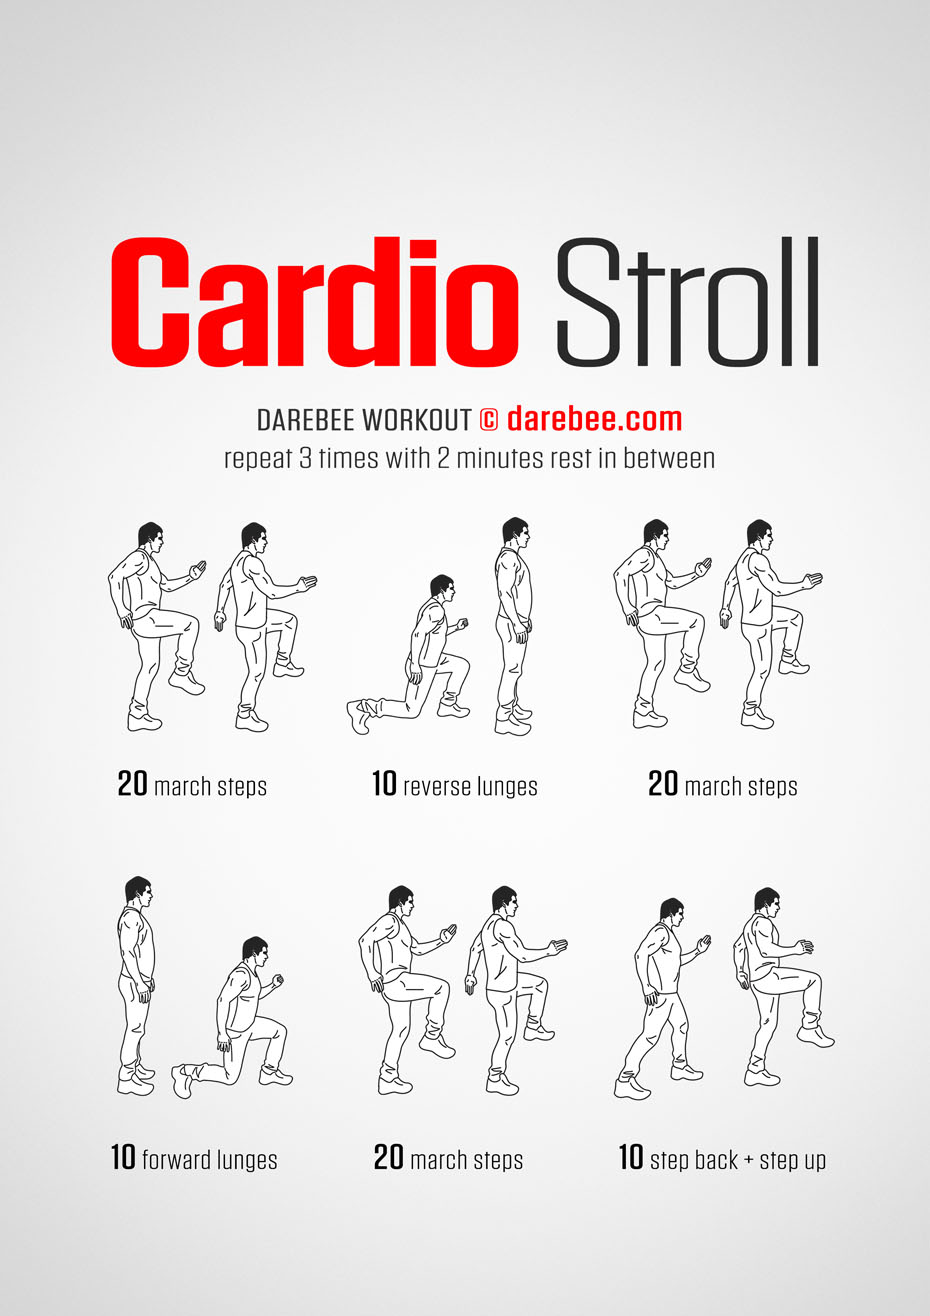 Cardio Stroll
DAREBEE WORKOUT © darebee.com
repeat 3 times with 2 minutes rest in between
20 march steps
10 reverse lunges
20 march steps
10 forward lunges
20 march steps
10 step back + step up